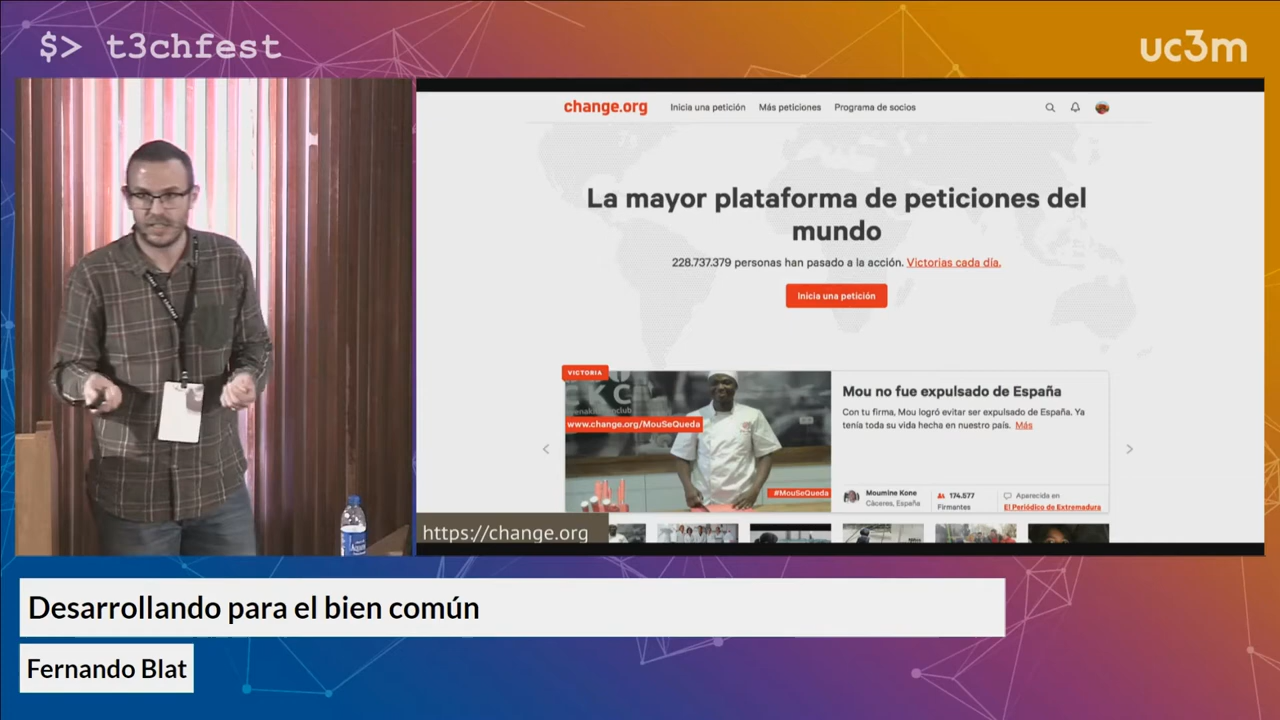 $> t3chfest
uc3m
change.org
Inicia una petición
Más peticiones
Programa de socios
La mayor plataforma de peticiones del
mundo
228.737.379 personas han pasado a la acción. Victorias cada día.
Inicia una petición
VICTORIA
www.change.org/MouSeQueda
#MouSeQueda
Mou no fue expulsado de España
Con tu firma, Mou logró evitar ser expulsado de España. Ya
tenía toda su vida hecha en nuestro país. Más
Moumine Kone
Cáceres, España
174.577
Firmantes
Aparecida en
El Periódico de Extremadura
https://change.org
Desarrollando para el bien común
Fernando Blat